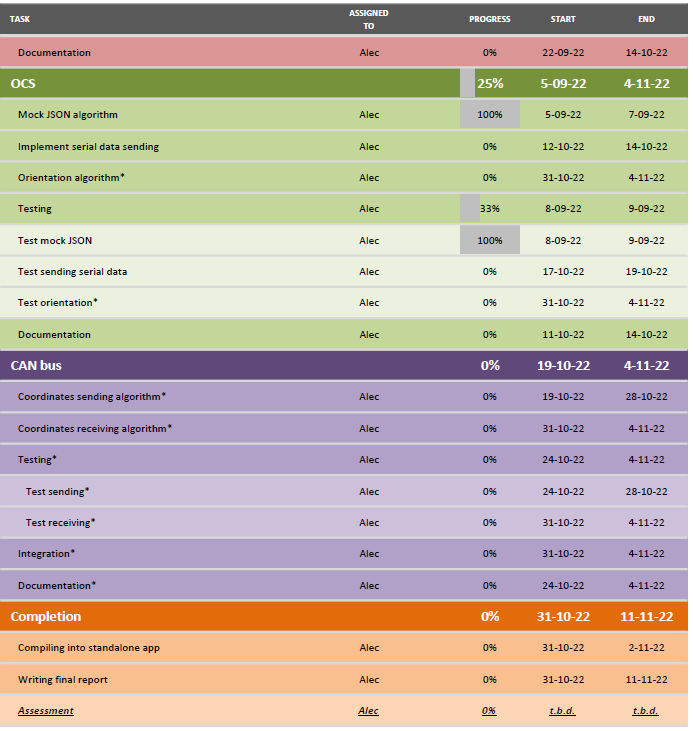 TASK ASSIGNED TO PROGRESS START END
Documentation Alec 0% 22-09-22 14-10-22
OCS 25% 5-09-22 4-11-22
Mock JSON algorithm Alec 100% 5-09-22 7-09-22
Implement serial data sending Alec 0% 12-10-22 14-10-22
Orientation algorithm* Alec 0% 31-10-22 4-11-22
Testing Alec 33% 8-09-22 9-09-22
Test mock JSON Alec 100% 8-09-22 9-09-22
Test sending serial data Alec 0% 17-10-22 19-10-22
Test orientation* Alec 0% 31-10-22 4-11-22
Documentation Alec 0% 11-10-22 14-10-22
CAN bus 0% 19-10-22 4-11-22
Coordinates sending algorithm* Alec 0% 19-10-22 28-10-22
Coordinates receiving algorithm* Alec 0% 31-10-22 4-11-22
Testing* Alec 0% 24-10-22 4-11-22
Test sending* Alec 0% 24-10-22 28-10-22
Test receiving* Alec 0% 31-10-22 4-11-22
Integration* Alec 0% 31-10-22 4-11-22
Documentation* Alec 0% 24-10-22 4-11-22
Completion 0% 31-10-22 11-11-22
Compiling into standalone app Alec 0% 31-10-22 2-11-22
Writing final report Alec 0% 31-10-22 11-11-22
Assessment Alec 0% t.b.d. t.b.d.